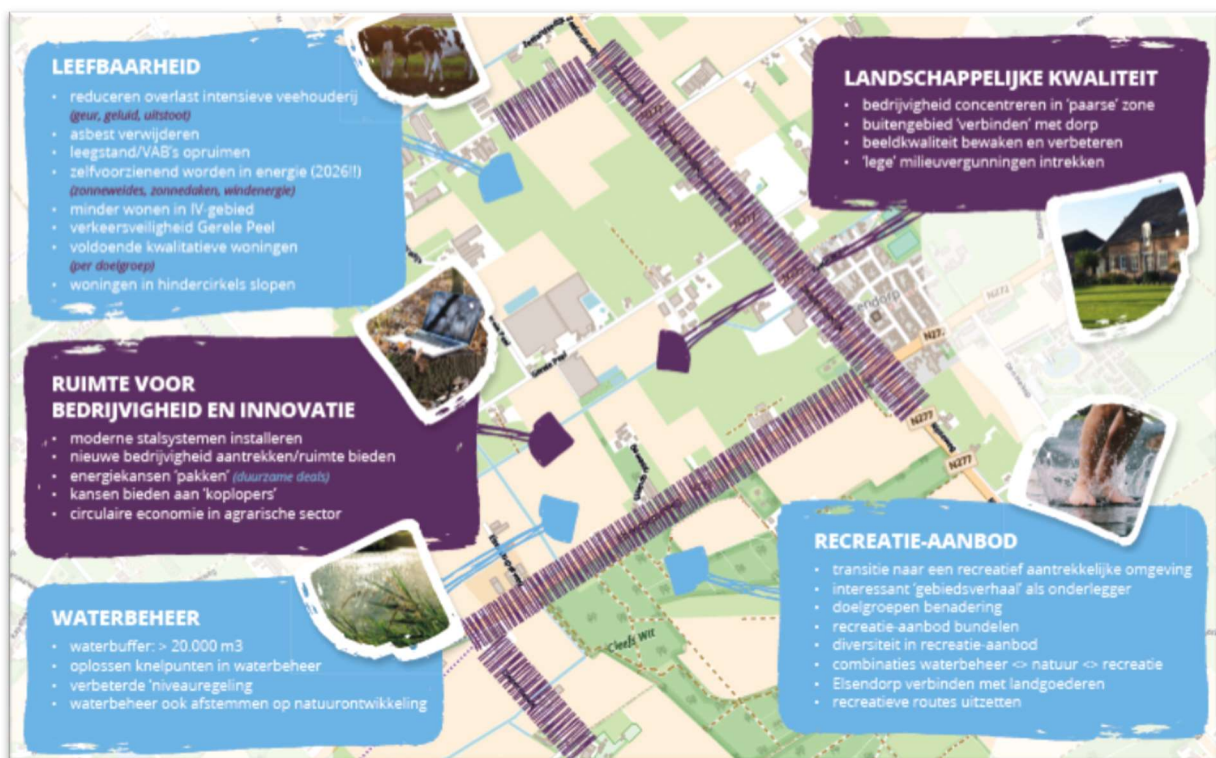 LEEFBAARHEID
• reduceren overlast intensieve veehouderij
(geur, geluid, uitstoot)
• asbest verwijderen
• leegstand/VAB's opruimen
• zelfvoorzienend worden in energie (2026!!)
(zonneweides, zonnedaken, windenergie)
• minder wonen in IV-gebied
• verkeersveiligheid Gerele Peel
• voldoende kwalitatieve woningen
(per doelgroep)
• woningen in hindercirkels slopen
LANDSCHAPPELIJKE KWALITEIT
• bedrijvigheid concentreren in 'paarse' zone
• buitengebied 'verbinden' met dorp
• beeldkwaliteit bewaken en verbeteren
• 'lege' milieuvergunningen intrekken
RUIMTE VOOR
BEDRIJVIGHEID EN INNOVATIE
• moderne stalsystemen installeren
• nieuwe bedrijvigheid aantrekken/ruimte bieden
• energiekansen 'pakken' (duurzame deals)
• kansen bieden aan 'koplopers'
• circulaire economie in agrarische sector
WATERBEHEER
• waterbuffer: > 20.000 m3
• oplossen knelpunten in waterbeheer
• verbeterde 'niveauregeling
• waterbeheer ook afstemmen op natuurontwikkeling
RECREATIE-AANBOD
• transitie naar een recreatief aantrekkelijke omgeving
• interessant 'gebiedsverhaal' als onderlegger
• doelgroepen benadering
• recreatie-aanbod bundelen
• diversiteit in recreatie-aanbod
• combinaties waterbeheer <> natuur <> recreatie
• Elsendorp verbinden met landgoederen
• recreatieve routes uitzetten
N272
N277
N277
Cleefs Wit